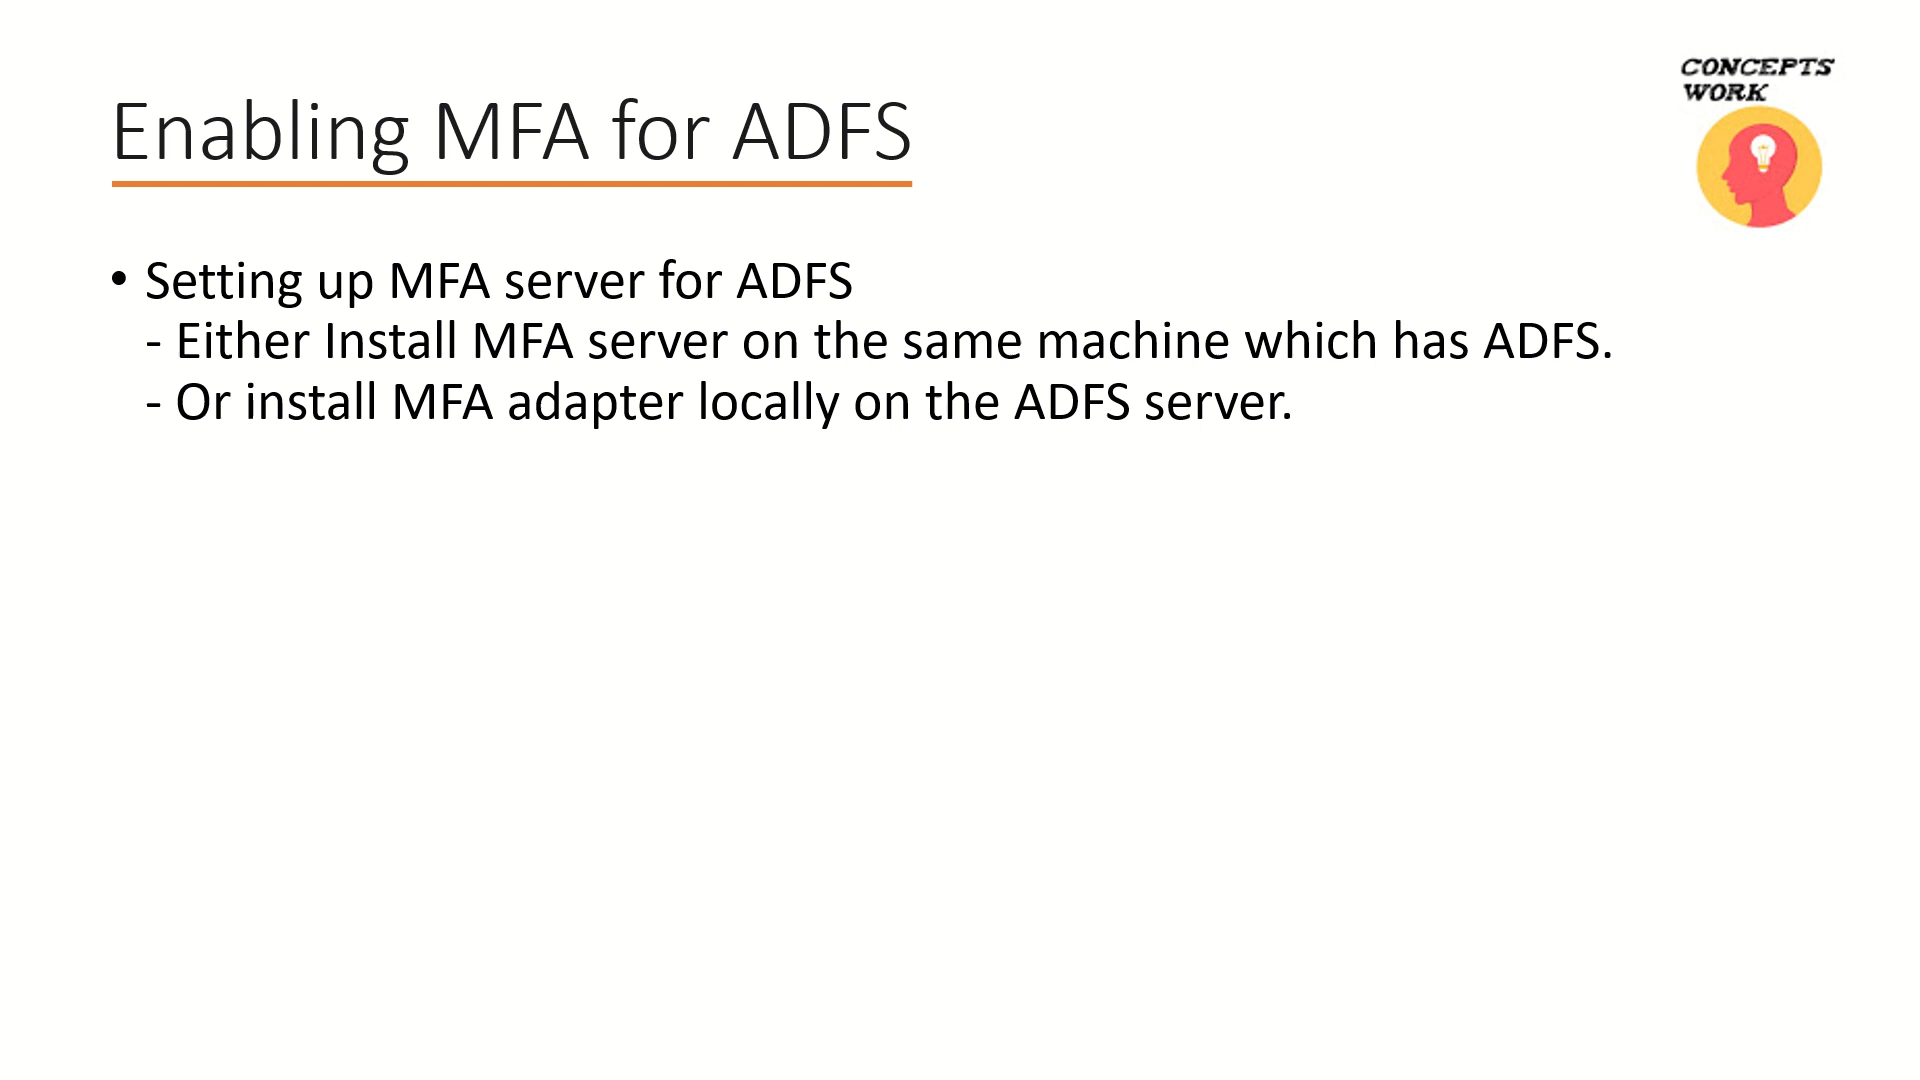 CONCEPTS
WORK
Enabling MFA for ADFS
• Setting up MFA server for ADFS
- Either Install MFA server on the same machine which has ADFS.
- Or install MFA adapter locally on the ADFS server.